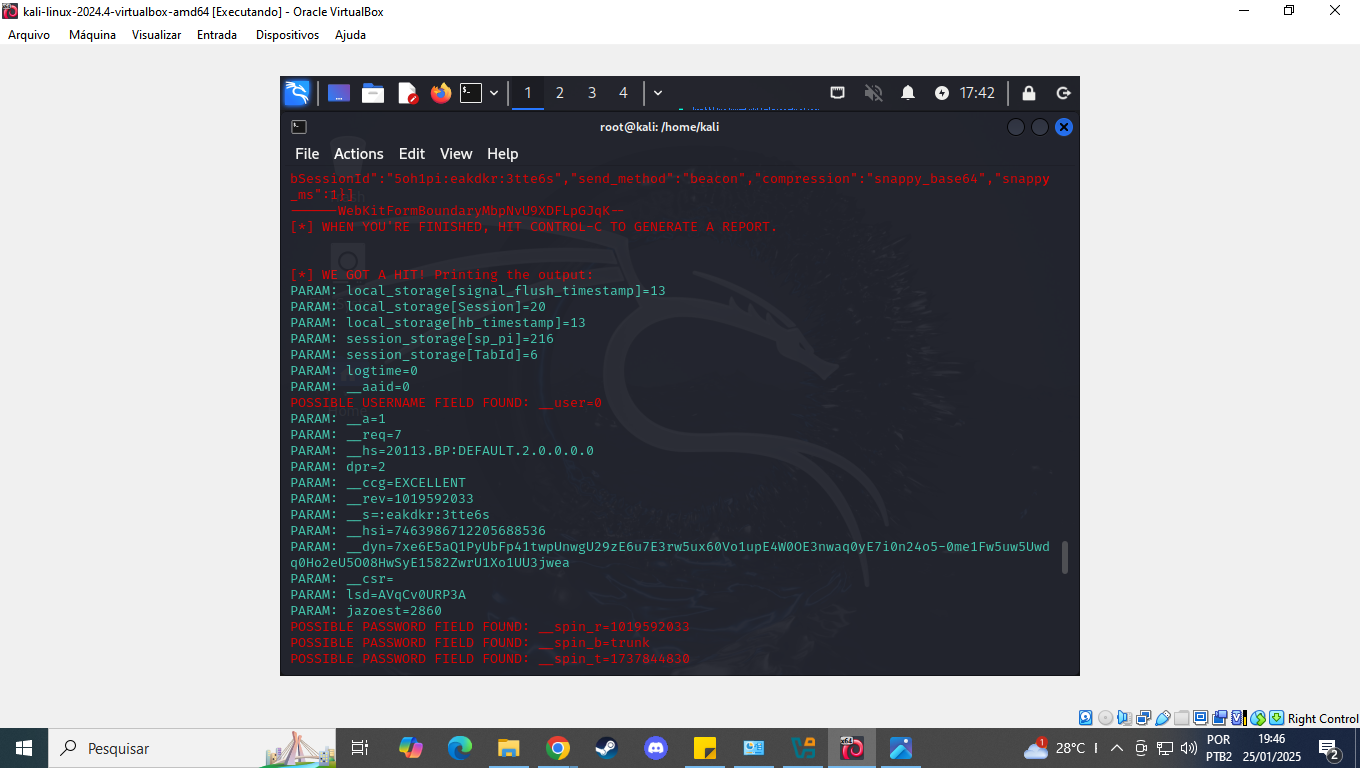 kali-linux-2024.4-virtualbox-amd64 [Executando] - Oracle VirtualBox
Arquivo Máquina Visualizar Entrada Dispositivos Ajuda
1 2 3 4 17:42
root@kali: /home/kali
File Actions Edit View Help
bSessionId":"5oh1pi:eakdkr:3tte6s","send_method":"beacon","compression":"snappy_base64","snappy
_ms":1}]
------WebKitFormBoundaryMbpNvU9XDFLpGJqK--
[*] WHEN YOU'RE FINISHED, HIT CONTROL-C TO GENERATE A REPORT.
[*] WE GOT A HIT! Printing the output:
PARAM: local_storage[signal_flush_timestamp]=13
PARAM: local_storage[Session]=20
PARAM: local_storage[hb_timestamp]=13
PARAM: session_storage[sp_pi]=216
PARAM: session_storage[TabId]=6
PARAM: logtime=0
PARAM: __aaid=0
POSSIBLE USERNAME FIELD FOUND: __user=0
PARAM: __a=1
PARAM: __req=7
PARAM: __hs=20113.BP:DEFAULT.2.0.0.0.0
PARAM: dpr=2
PARAM: __ccg=EXCELLENT
PARAM: __rev=1019592033
PARAM: __s=:eakdkr:3tte6s
PARAM: __hsi=7463986712205688536
PARAM: __dyn=7xe6E5aQ1PyUbFp41twpUnwgU29zE6u7E3rw5ux60Vo1upE4W0OE3nwaq0yE7i0n24o5-0me1Fw5uw5Uwd
q0Ho2eU5O08HwSyE1582ZwrU1Xo1UU3jwea
PARAM: __csr=
PARAM: lsd=AVqCv0URP3A
PARAM: jazoest=2860
POSSIBLE PASSWORD FIELD FOUND: __spin_r=1019592033
POSSIBLE PASSWORD FIELD FOUND: __spin_b=trunk
POSSIBLE PASSWORD FIELD FOUND: __spin_t=1737844830
Right Control
Pesquisar
1
28°C
POR
PTB2
19:46
25/01/2025
2